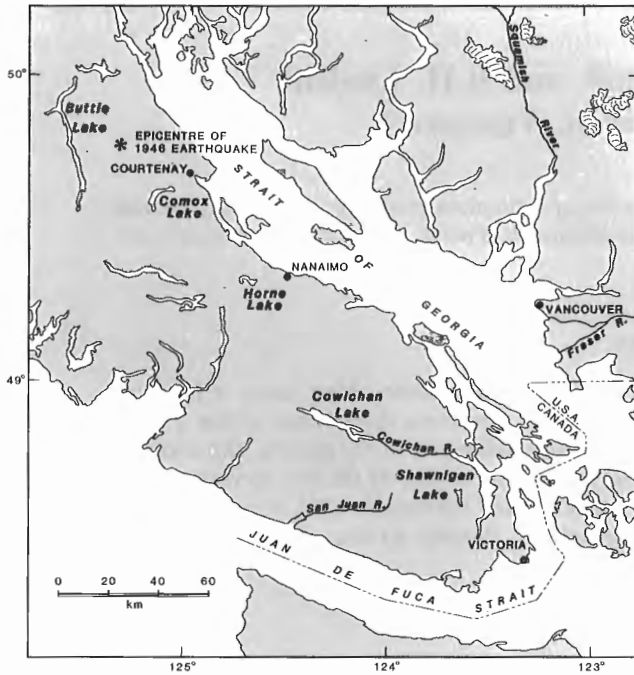 50°
Squamish
River
Buttle
Lake
EPICENTRE OF
1946 EARTHQUAKE
COURTENAY
Comox
Lake
STRAIT
OF
GEORGIA
NANAIMO
Horne
Lake
VANCOUVER
Fraser R.
49°
U.S.A.
CANADA
Cowichan
Lake
Cowichan R.
Shawnigan
Lake
San Juan R.
VICTORIA
JUAN DE FUCA STRAIT
0 20 40 60
km
125° 124° 123°